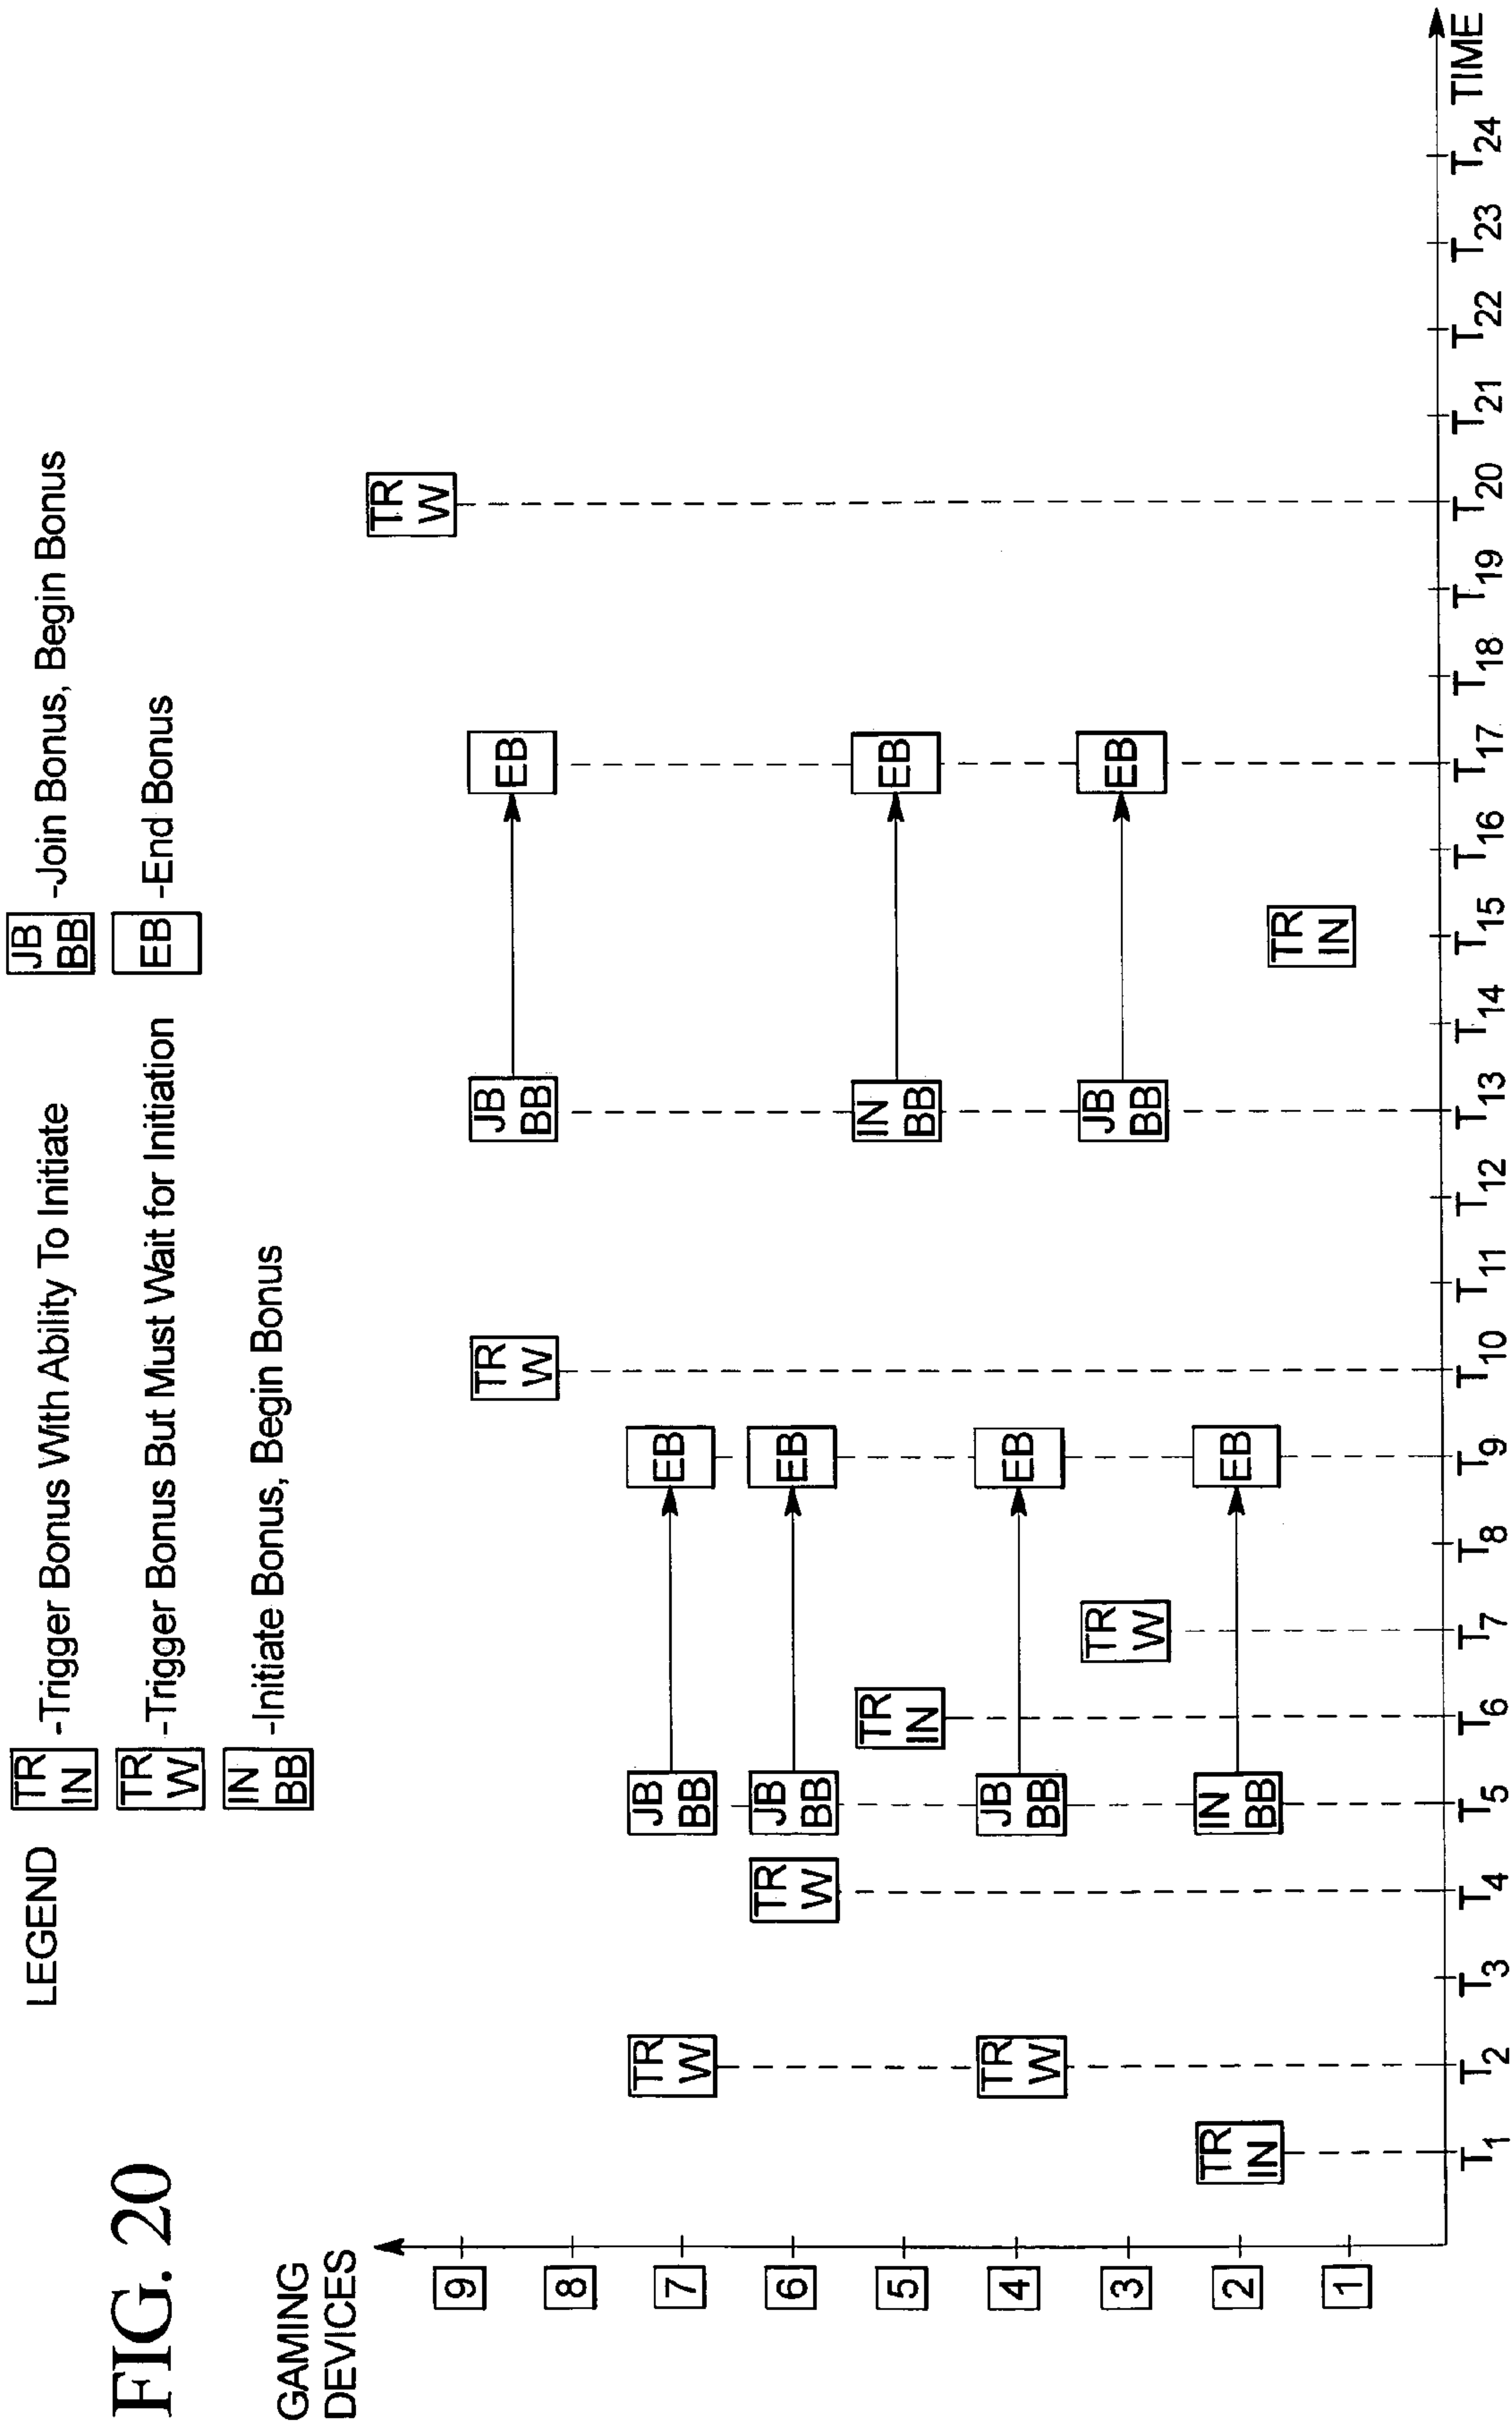 FIG. 20
LEGEND
TR IN -Trigger Bonus With Ability To Initiate
TR W -Trigger Bonus But Must Wait for Initiation
IN BB -Initiate Bonus, Begin Bonus
JB BB -Join Bonus, Begin Bonus
EB -End Bonus
GAMING
DEVICES
TR W
9
8
TR W
JB BB
EB
7
TR W
JB BB
EB
6
TR W
JB BB
EB
5
TR IN
IN BB
EB
4
TR W
JB BB
EB
3
TR W
JB BB
EB
2
TR IN
IN BB
EB
1
TR IN
T1 T2 T3 T4 T5 T6 T7 T8 T9 T10 T11 T12 T13 T14 T15 T16 T17 T18 T19 T20 T21 T22 T23 T24 TIME